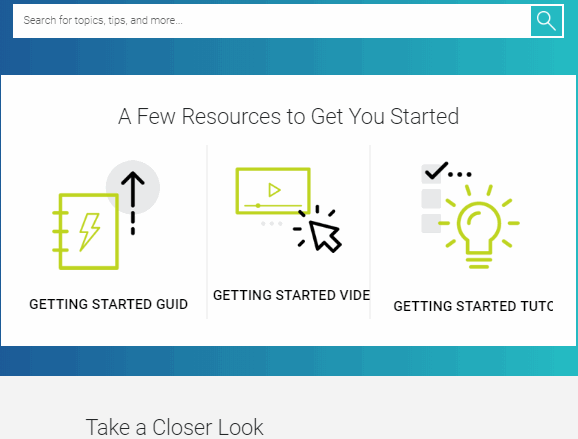 Search for topics, tips, and more...
A Few Resources to Get You Started
GETTING STARTED GUID
GETTING STARTED VIDE
GETTING STARTED TUTO
Take a Closer Look